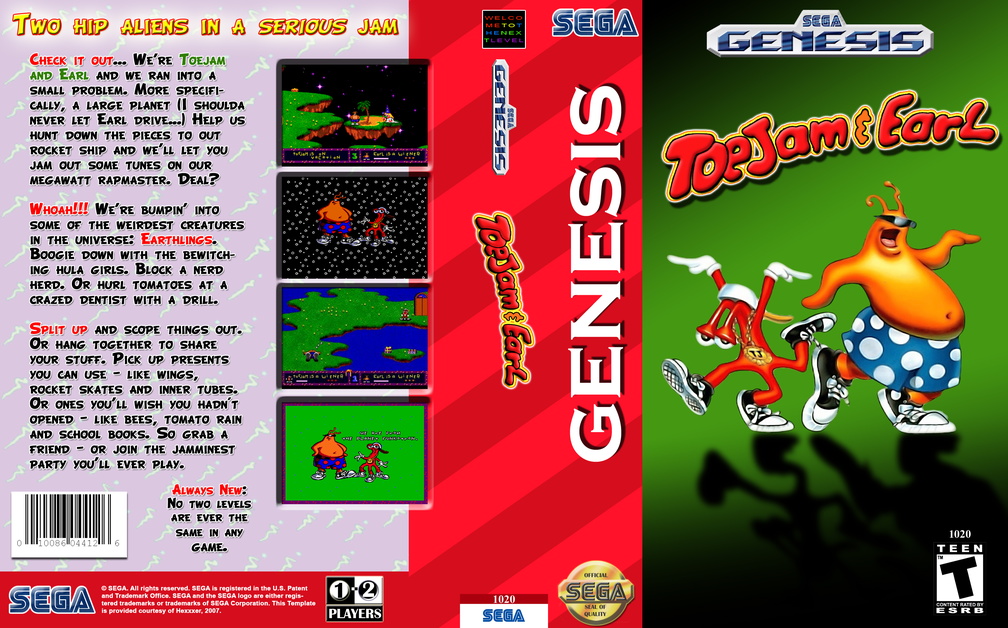 Two hip aliens in a serious jam
Check it out... We're Toejam
and Earl and we ran into a
small problem. More specifi-
cally, a large planet (I shoulda
never let Earl drive...) Help us
hunt down the pieces to out
rocket ship and we'll let you
jam out some tunes on our
megawatt rapmaster. Deal?
Whoah!!! We're bumpin' into
some of the weirdest creatures
in the universe: Earthlings.
Boogie down with the bewitch-
ing hula girls. Block a nerd
herd. Or hurl tomatoes at a
crazed dentist with a drill.
Split up and scope things out.
Or hang together to share
your stuff. Pick up presents
you can use - like wings,
rocket skates and inner tubes.
Or ones you'll wish you hadn't
opened - like bees, tomato rain
and school books. So grab a
friend - or join the jamminest
party you'll ever play.
Always New:
No two levels
are ever the
same in any
game.
0 10086 04412 6
SEGA
© SEGA. All rights reserved. SEGA is registered in the U.S. Patent
and Trademark Office. SEGA and the SEGA logo are either regis-
tered trademarks or trademarks of SEGA Corporation. This Template
is provided courtesy of Hexxxer, 2007.
1-2
PLAYERS
WELCO
METOT
HENEX
TLEVEL
SEGA
SEGA
GENESIS
ToeJam & Earl
GENESIS
1020
SEGA
OFFICIAL
SEGA
SEAL OF
QUALITY
SEGA
GENESIS
ToeJam & Earl
1020
TEEN
T
CONTENT RATED BY
ESRB